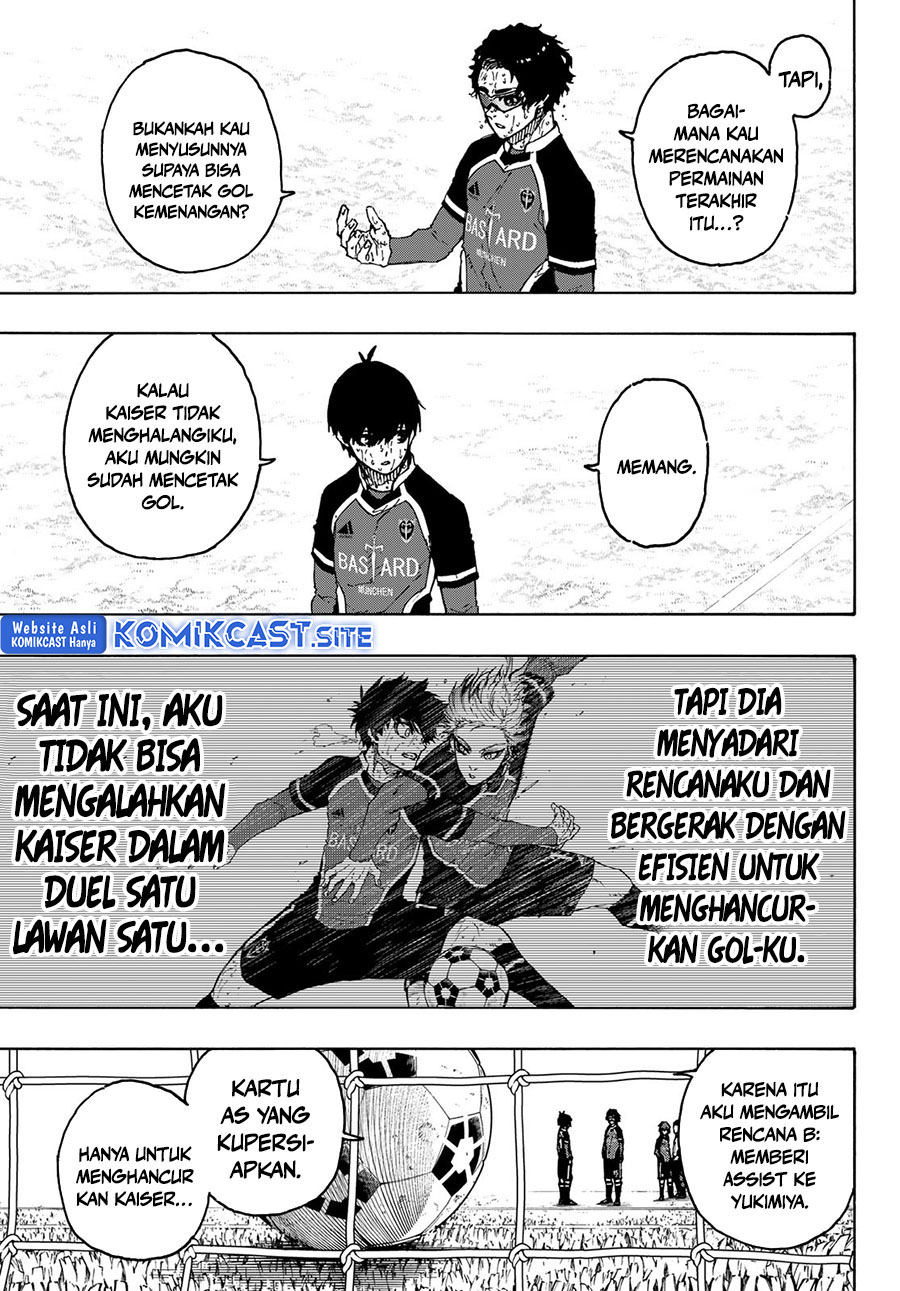 TAPI,
BAGAI-
MANA KAU
MERENCANAKAN
PERMAINAN
TERAKHIR
ITU...?
BUKANKAH KAU
MENYUSUNNYA
SUPAYA BISA
MENCETAK GOL
KEMENANGAN?
BASTARD
MÜNCHEN
MEMANG.
KALAU
KAISER TIDAK
MENGHALANGIKU,
AKU MUNGKIN
SUDAH MENCETAK
GOL.
BASTARD
MÜNCHEN
Website Asli
KOMIKCAST Hanya
KOMIKCAST.SITE
TAPI DIA
MENYADARI
RENCANAKU DAN
BERGERAK DENGAN
EFISIEN UNTUK
MENGHANCUR-
KAN GOL-KU.
SAAT INI, AKU
TIDAK BISA
MENGALAHKAN
KAISER DALAM
DUEL SATU
LAWAN SATU...
BASTARD
KARENA ITU
AKU MENGAMBIL
RENCANA B:
MEMBERI
ASSIST KE
YUKIMIYA.
KARTU
AS YANG
KUPERSI-
APKAN.
HANYA UNTUK
MENGHANCUR
KAN KAISER...